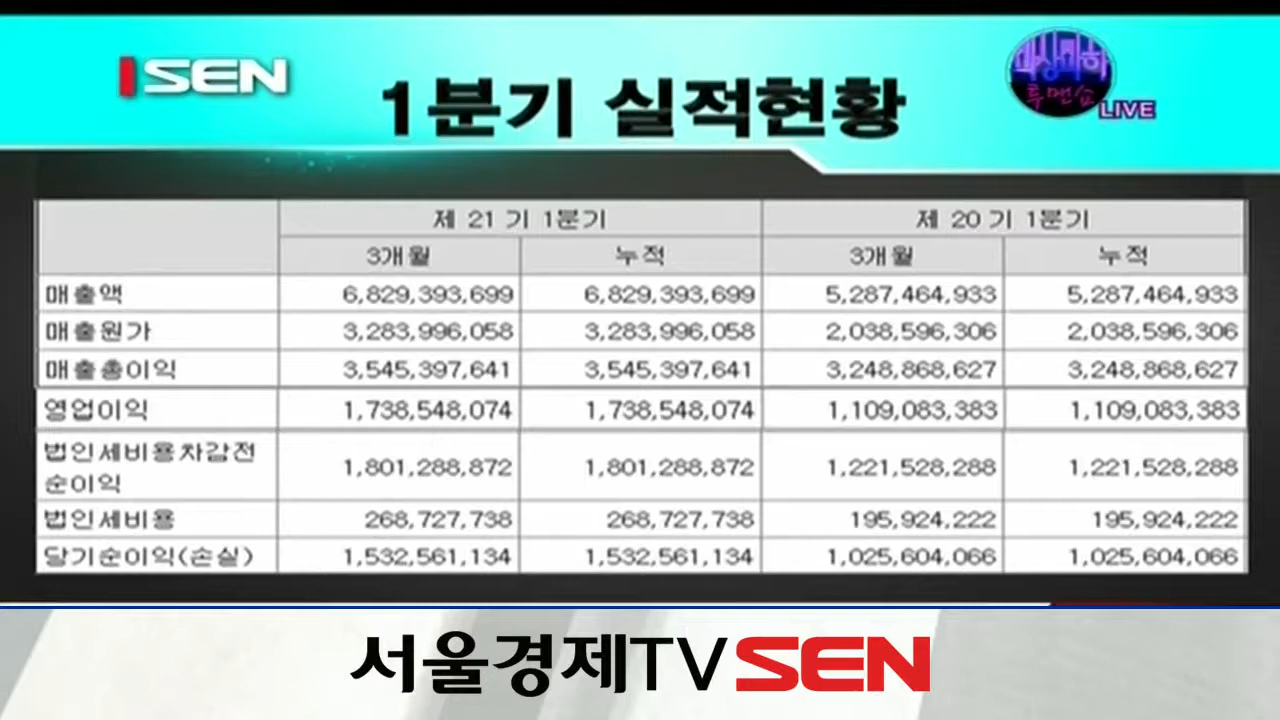 SEN
1분기 실적현황
LIVE
제 21 기 1분기 제 20 기 1분기
3개월 누적 3개월 누적
매출액 6,829,393,699 6,829,393,699 5,287,464,933 5,287,464,933
매출원가 3,283,996,058 3,283,996,058 2,038,596,306 2,038,596,306
매출총이익 3,545,397,641 3,545,397,641 3,248,868,627 3,248,868,627
영업이익 1,738,548,074 1,738,548,074 1,109,083,383 1,109,083,383
법인세비용차감전
순이익 1,801,288,872 1,801,288,872 1,221,528,288 1,221,528,288
법인세비용 268,727,738 268,727,738 195,924,222 195,924,222
당기순이익(손실) 1,532,561,134 1,532,561,134 1,025,604,066 1,025,604,066
서울경제TV SEN